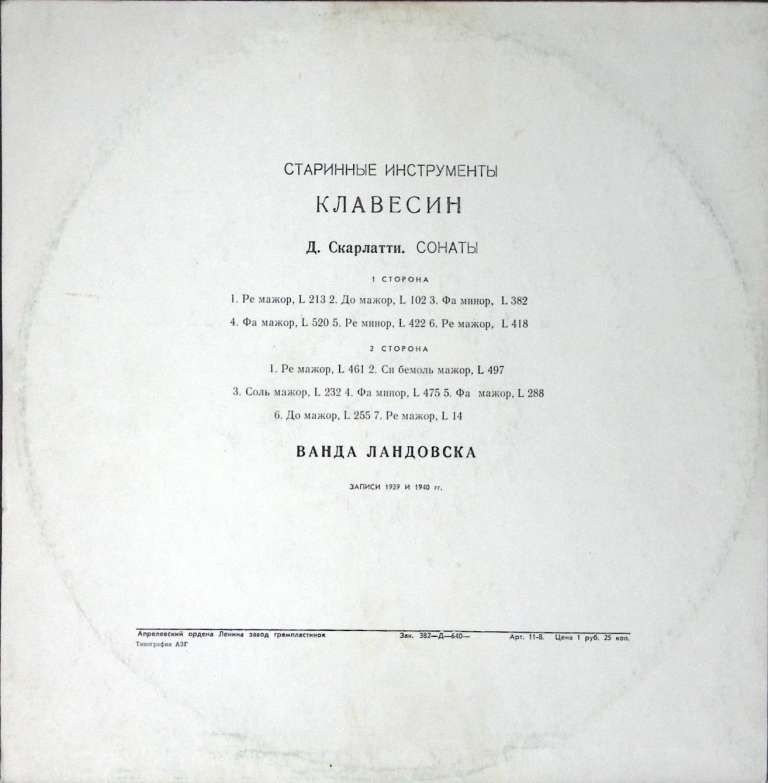 СТАРИННЫЕ ИНСТРУМЕНТЫ
КЛАВЕСИН
Д. Скарлатти. СОНАТЫ
1 СТОРОНА
1. Ре мажор, L 213 2. До мажор, L 102 3. Фа минор, L 382
4. Фа мажор, L 520 5. Ре минор, L 422 6. Ре мажор, L 418
2 СТОРОНА
1. Ре мажор, L 461 2. Си бемоль мажор, L 497
3. Соль мажор, L 232 4. Фа минор, L 475 5. Фа мажор, L 288
6. До мажор, L 255 7. Ре мажор, L 14
ВАНДА ЛАНДОВСКА
ЗАПИСИ 1939 И 1940 гг.
Апрелевский ордена Ленина завод грампластинок Зак. 382—Д—640— Арт. 11-8. Цена 1 руб. 25 коп.
Типография АЗГ